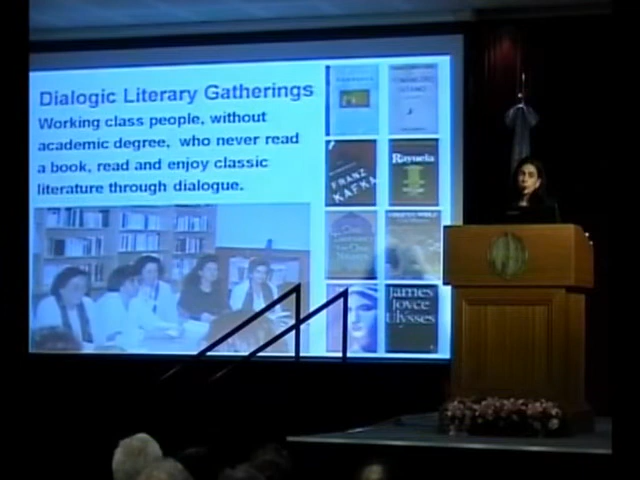 Dialogic Literary Gatherings
Working class people, without
academic degree, who never read
a book, read and enjoy classic
literature through dialogue.
FRANZ
KAFKA
Rayuela
James
Joyce
Ulysses